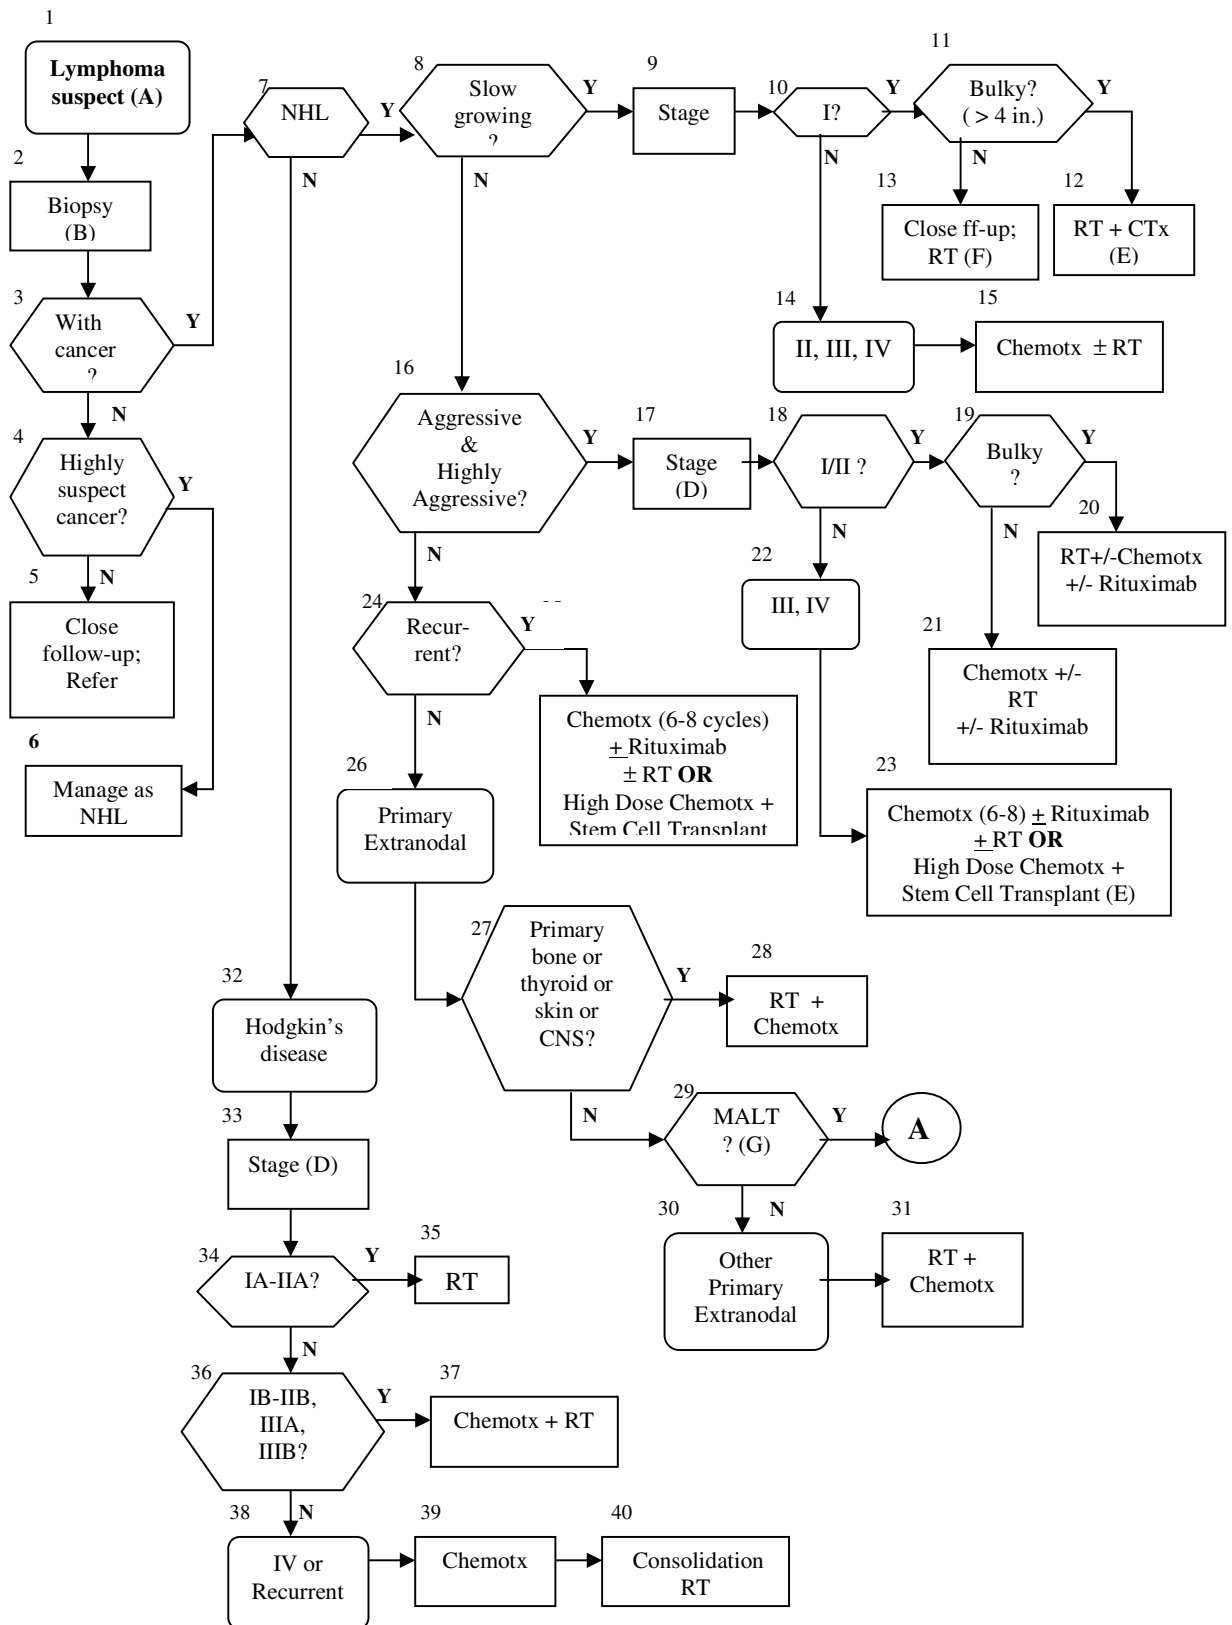 1
Lymphoma
suspect (A)
2
Biopsy
(B)
3
With
cancer
?
Y
N
4
Highly
suspect
cancer?
Y
N
5
Close
follow-up;
Refer
6
Manage as
NHL
7
NHL
Y
N
8
Slow
growing
?
Y
N
9
Stage
10
I?
Y
N
11
Bulky?
( > 4 in.)
Y
N
13
Close ff-up;
RT (F)
12
RT + CTx
(E)
14
II, III, IV
15
Chemotx ± RT
16
Aggressive
&
Highly
Aggressive?
Y
N
17
Stage
(D)
18
I/II ?
Y
N
19
Bulky
?
Y
N
20
RT+/-Chemotx
+/- Rituximab
21
Chemotx +/-
RT
+/- Rituximab
22
III, IV
23
Chemotx (6-8) + Rituximab
+ RT OR
High Dose Chemotx +
Stem Cell Transplant (E)
24
Recur-
rent?
Y
N
Chemotx (6-8 cycles)
+ Rituximab
± RT OR
High Dose Chemotx +
Stem Cell Transplant
26
Primary
Extranodal
27
Primary
bone or
thyroid or
skin or
CNS?
Y
N
28
RT +
Chemotx
29
MALT
? (G)
Y
N
A
30
Other
Primary
Extranodal
31
RT +
Chemotx
32
Hodgkin's
disease
33
Stage (D)
34
IA-IIA?
Y
N
35
RT
36
IB-IIB,
IIIA,
IIIB?
Y
N
37
Chemotx + RT
38
IV or
Recurrent
39
Chemotx
40
Consolidation
RT